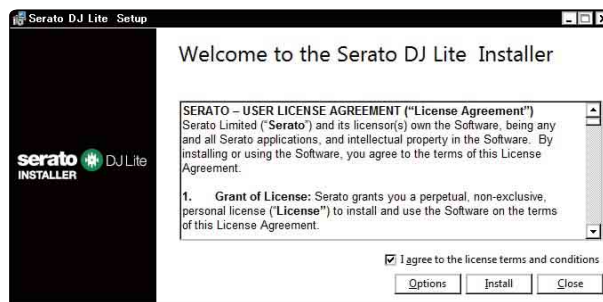 Serato DJ Lite Setup
Welcome to the Serato DJ Lite Installer
SERATO – USER LICENSE AGREEMENT ("License Agreement")
Serato Limited ("Serato") and its licensor(s) own the Software, being any
and all Serato applications, and intellectual property in the Software. By
installing or using the Software, you agree to the terms of this License
Agreement.
1. Grant of License: Serato grants you a perpetual, non-exclusive,
personal license ("License") to install and use the Software on the terms
of this License Agreement.
serato DJ Lite
INSTALLER
I agree to the license terms and conditions
Options Install Close